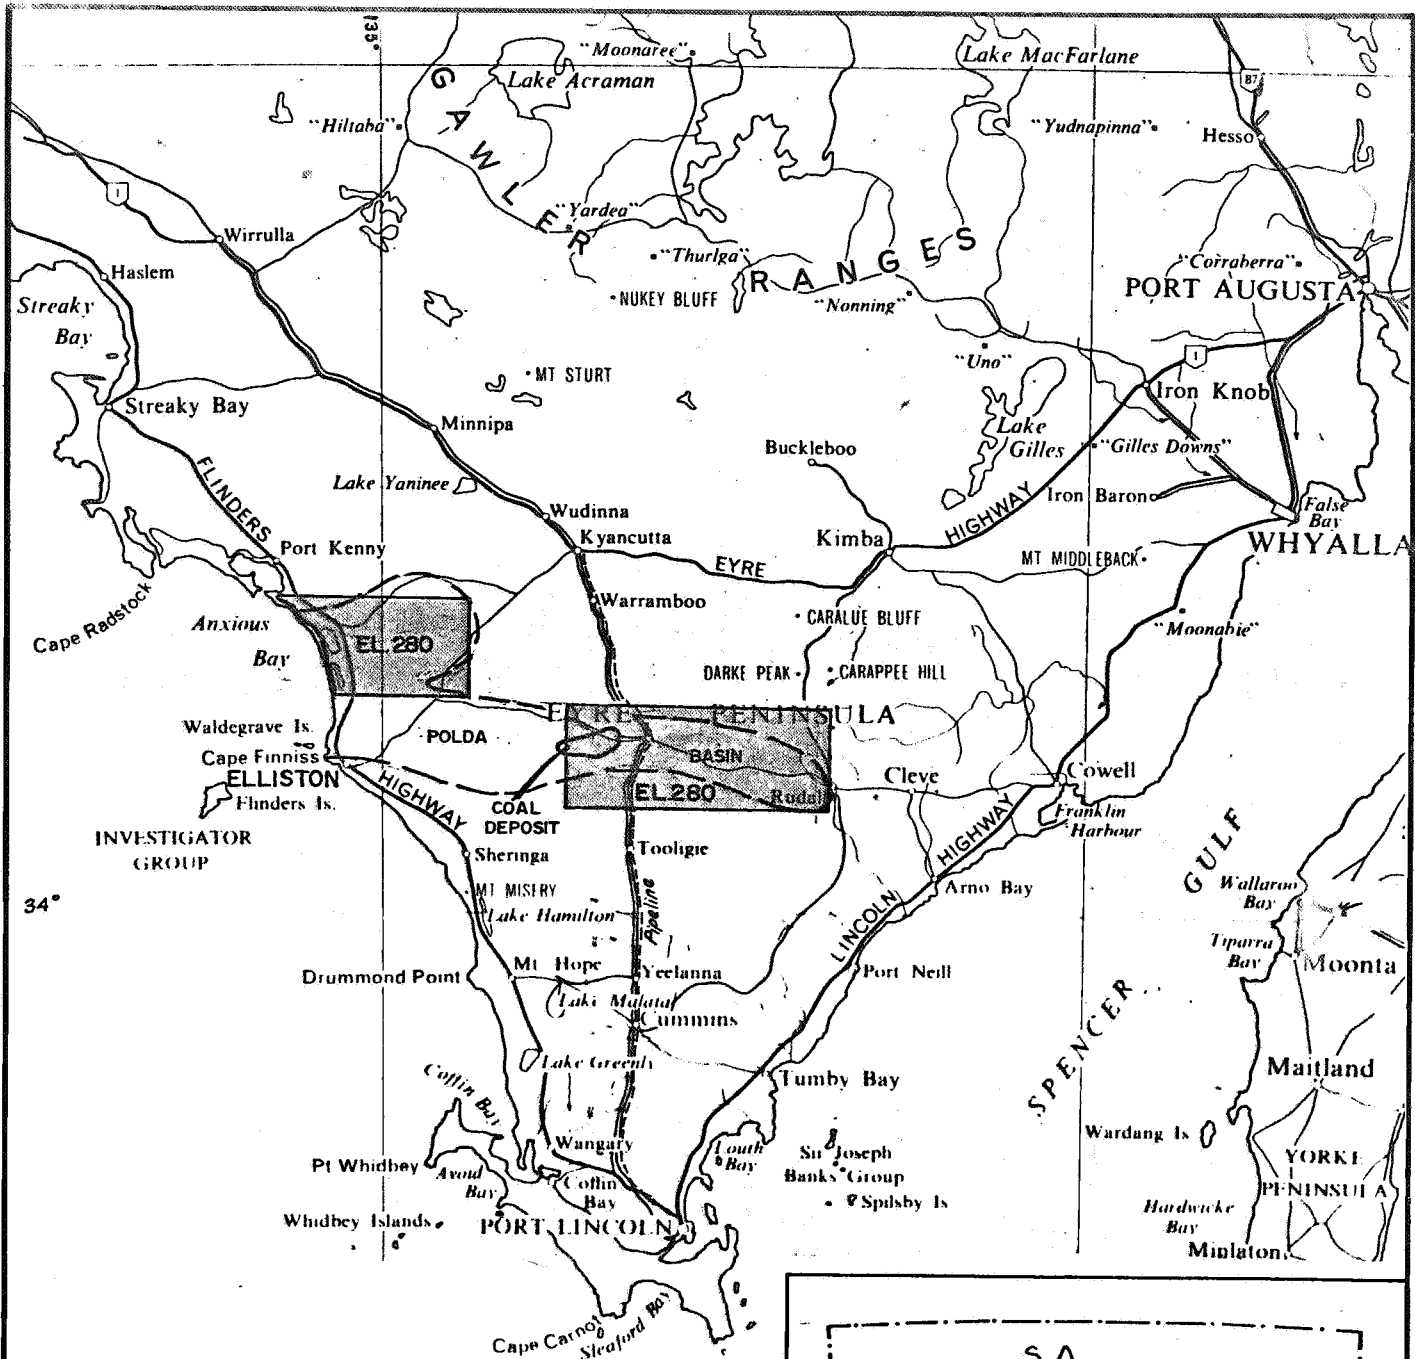 135°
"Moonaree"
Lake MacFarlane
GAWLER
Lake Acraman
87
"Hiltaba"
"Yudnapinna"
Hesso
1
"Yardea"
Wirrulla
RANGES
"Thurlga"
"Corraberra"
Haslem
NUKEY BLUFF
"Nonning"
PORT AUGUSTA
Streaky
Bay
1
"Uno"
MT STURT
Iron Knob
Streaky Bay
Minnipa
Lake
Gilles
"Gilles Downs"
Buckleboo
FLINDERS
Lake Yaninee
HIGHWAY
Iron Baron
Wudinna
False
Bay
Kyancutta
Kimba
WHYALLA
Port Kenny
EYRE
MT MIDDLEBACK
Cape Radstock
Warramboo
CARALUE BLUFF
Anxious
Bay
"Moonabie"
EL.280
DARKE PEAK
CARAPPEE HILL
EYRE PENINSULA
Waldegrave Is.
POLDA
BASIN
Cape Finniss
ELLISTON
HIGHWAY
Flinders Is.
EL.280
Rudall
Cleve
Cowell
COAL
DEPOSIT
Franklin
Harbour
INVESTIGATOR
GROUP
Sheringa
Tooligie
HIGHWAY
GULF
34°
MT MISERY
Lake Hamilton
Pipeline
Arno Bay
Wallaroo
Bay
LINCOLN
Tiparra
Bay
Moonta
Drummond Point
Mt Hope
Yeelanna
Port Neill
Lake Malata
Cummins
SPENCER
Lake Greenly
Coffin Bay
Tumby Bay
Maitland
Wangary
Louth
Bay
Sir Joseph
Banks Group
Wardang Is
Pt Whidbey
Avoid
Bay
Coffin
Bay
Spilsby Is
YORKE
PENINSULA
Whidbey Islands
PORT LINCOLN
Hardwicke
Bay
Minlaton
Cape Carnot
Sleaford Bay
S A